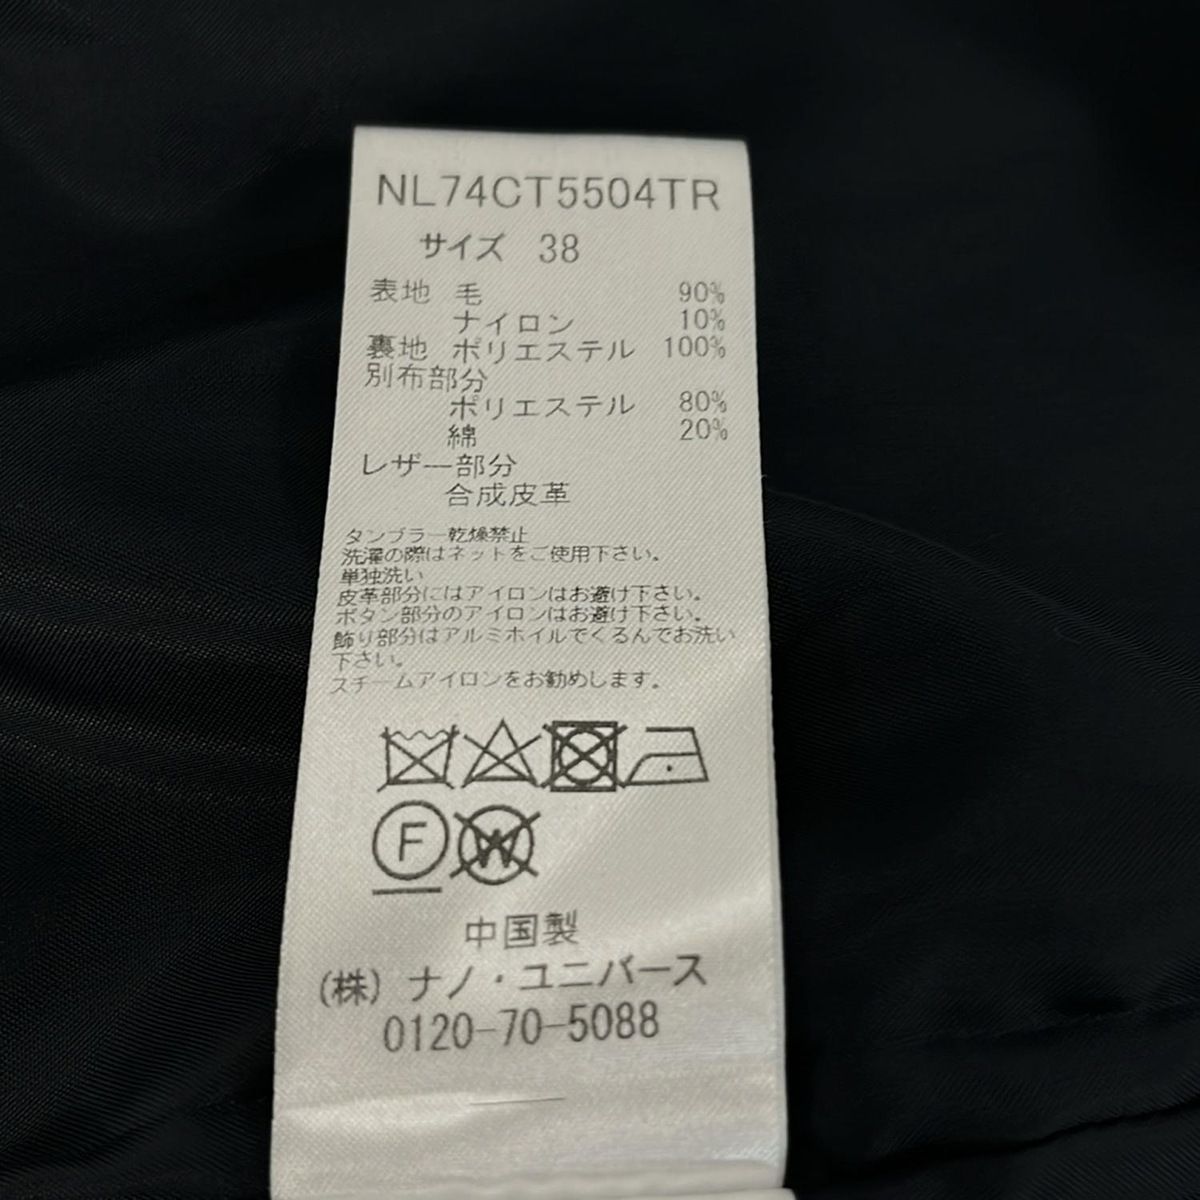 NL74CT5504TR
サイズ 38
表地 毛 90%
ナイロン 10%
裏地 ポリエステル 100%
別布部分
ポリエステル 80%
綿 20%
レザー部分
合成皮革
タンブラー乾燥禁止
洗濯の際はネットをご使用下さい。
単独洗い
皮革部分にはアイロンはお避け下さい。
ボタン部分のアイロンはお避け下さい。
飾り部分はアルミホイルでくるんでお洗い
下さい。
スチームアイロンをお勧めします。
F W
中国製
(株) ナノ・ユニバース
0120-70-5088